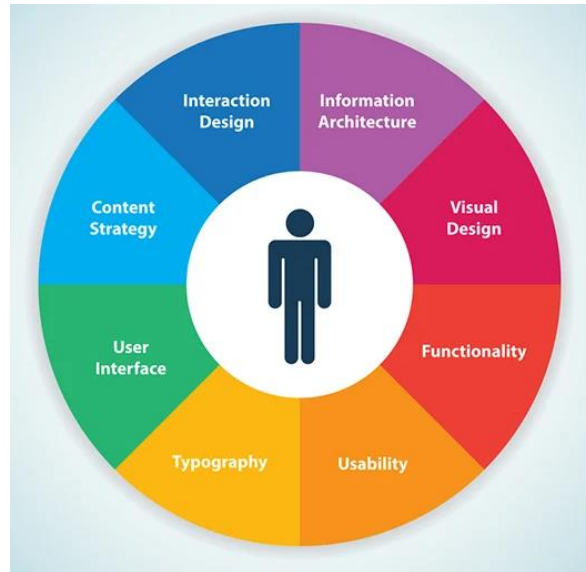 Interaction
Design
Information
Architecture
Visual
Design
Functionality
Usability
Typography
User
Interface
Content
Strategy